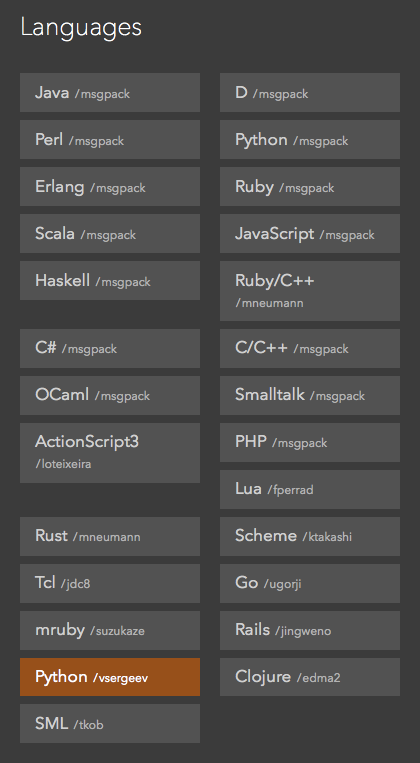 Languages
Java /msgpack
D /msgpack
Perl /msgpack
Python /msgpack
Erlang /msgpack
Ruby /msgpack
Scala /msgpack
JavaScript /msgpack
Haskell /msgpack
Ruby/C++
/mneumann
C# /msgpack
C/C++ /msgpack
OCaml /msgpack
Smalltalk /msgpack
ActionScript3
/loteixeira
PHP /msgpack
Lua /fperrad
Rust /mneumann
Scheme /ktakashi
Tcl /jdc8
Go /ugorji
mruby /suzukaze
Rails /jingweno
Python /vsergeev
Clojure /edma2
SML /tkob